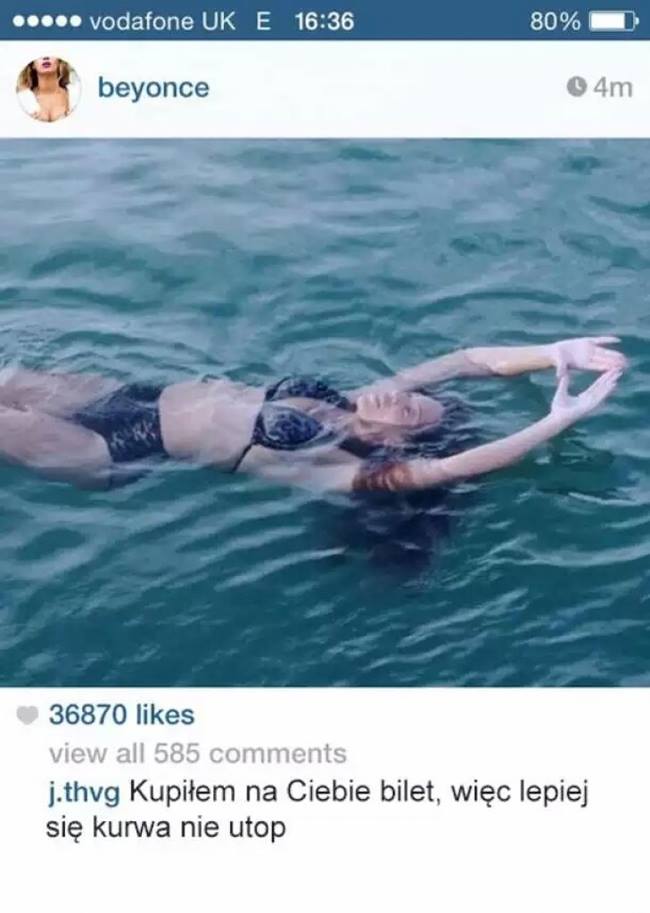 vodafone UK E 16:36 80%
beyonce 4m
36870 likes
view all 585 comments
j.thvg Kupiłem na Ciebie bilet, więc lepiej
się kurwa nie utop